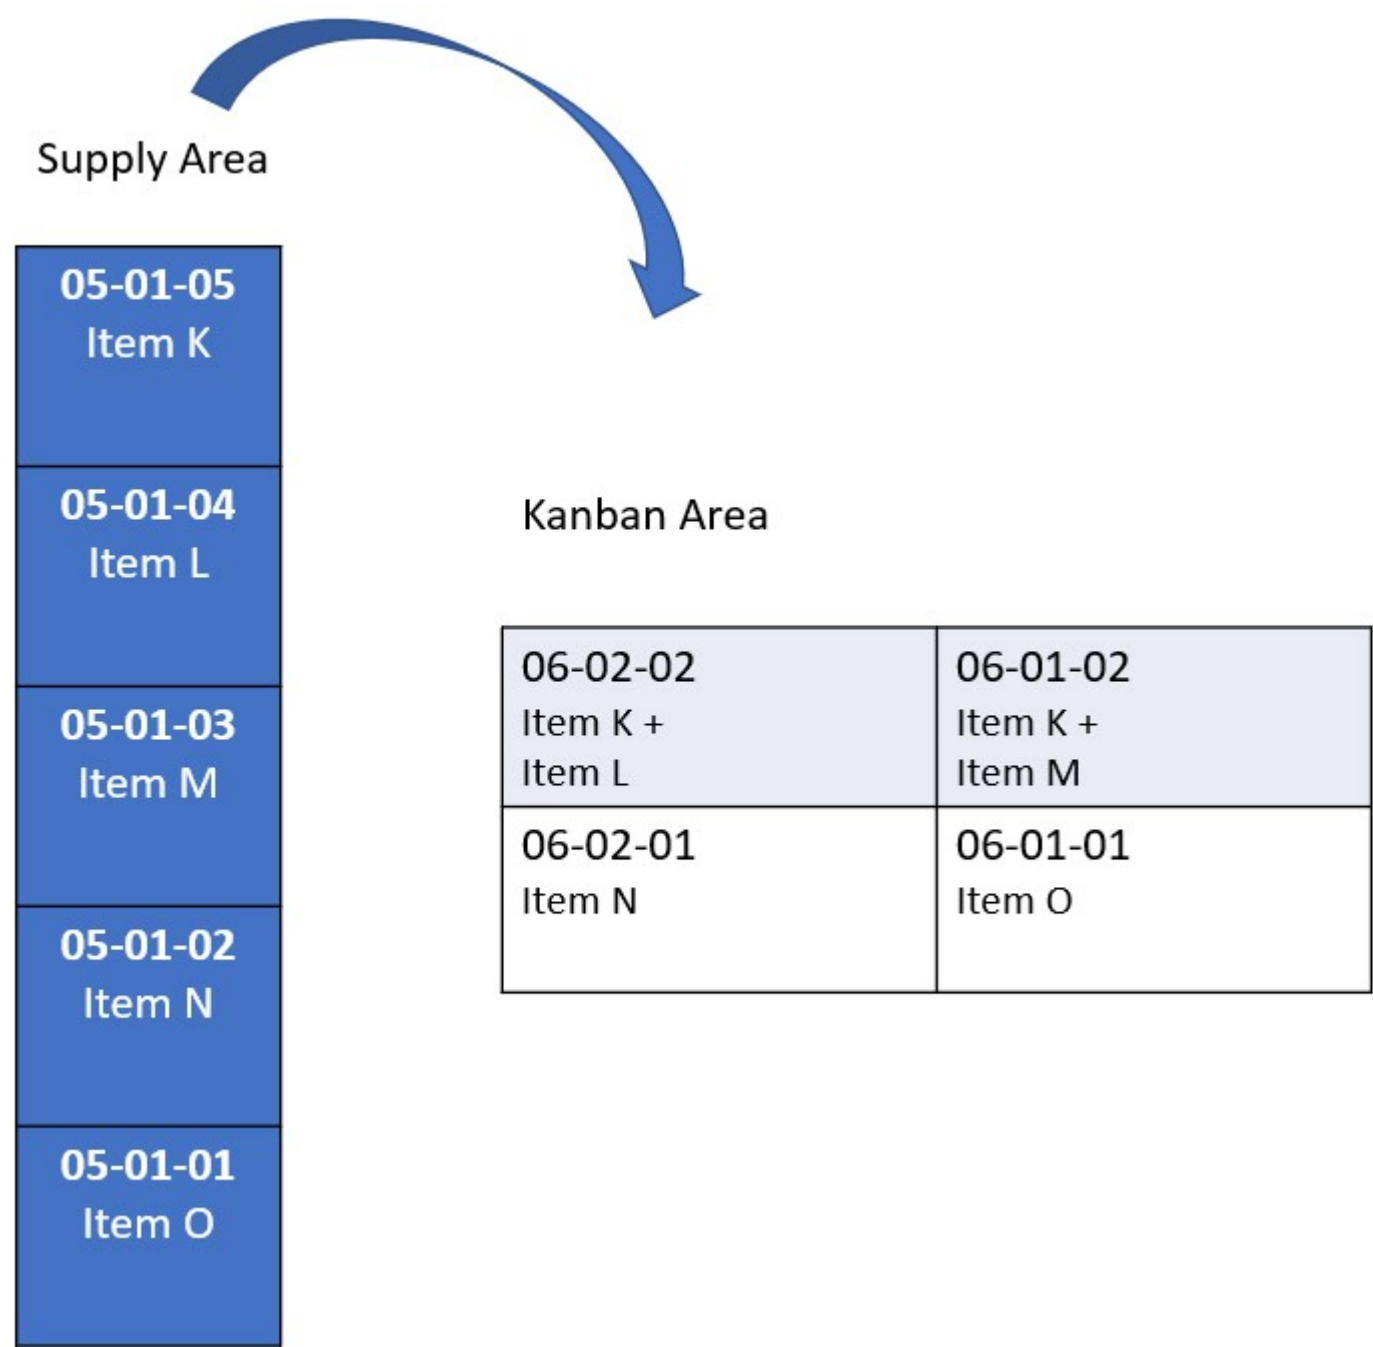 Supply Area
05-01-05
Item K
05-01-04
Item L
05-01-03
Item M
05-01-02
Item N
05-01-01
Item O
Kanban Area
06-02-02
Item K +
Item L
06-01-02
Item K +
Item M
06-02-01
Item N
06-01-01
Item O